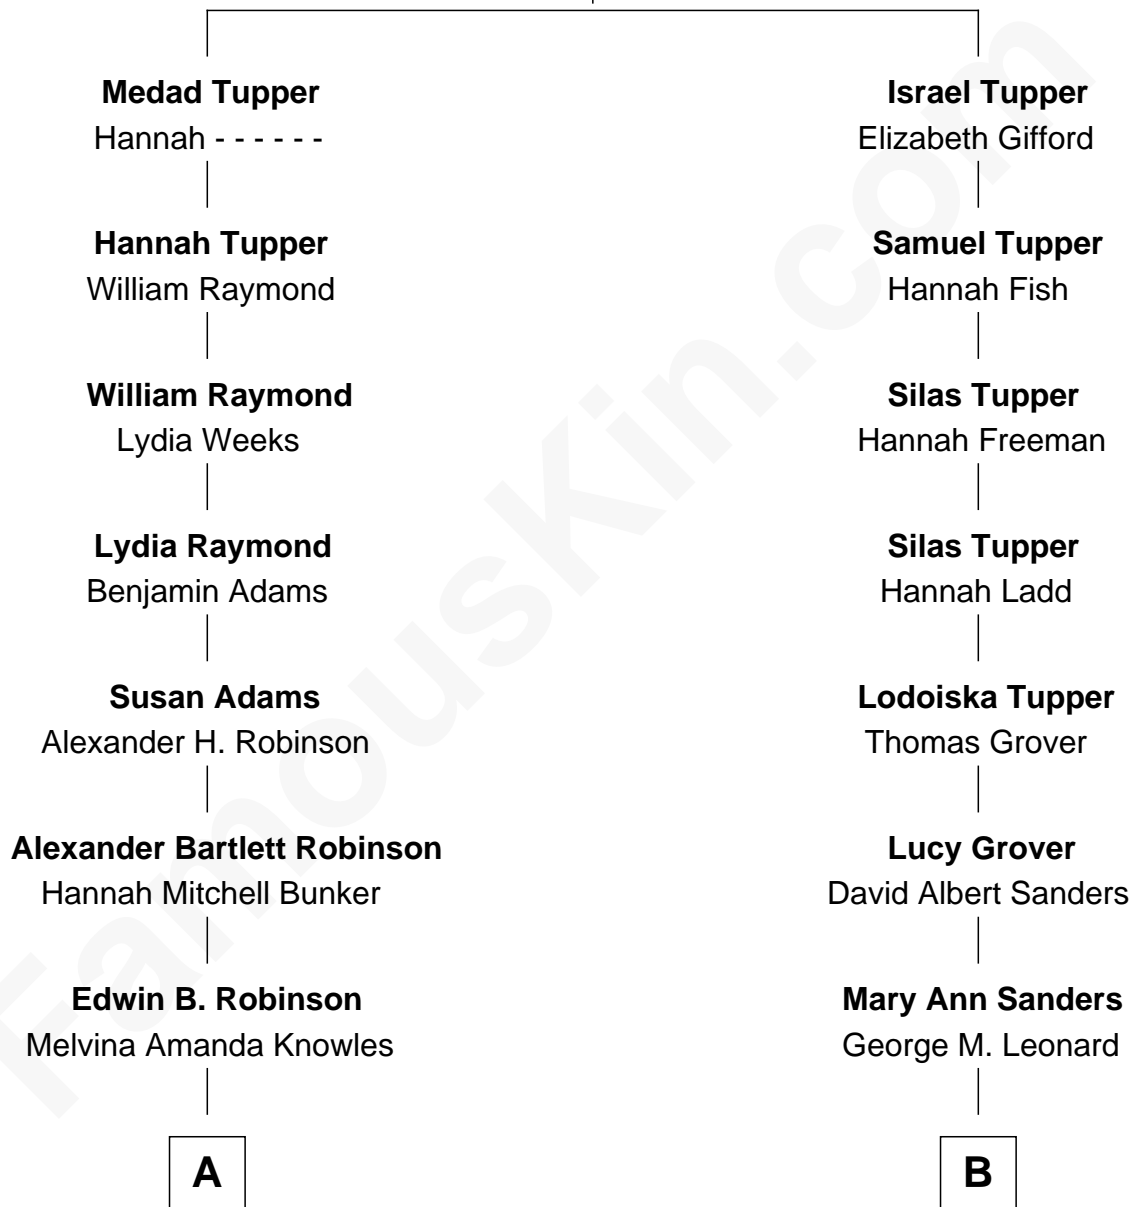 Medad Tupper
Hannah - - - - - -
Hannah Tupper
William Raymond
William Raymond
Lydia Weeks
Lydia Raymond
Benjamin Adams
Susan Adams
Alexander H. Robinson
Alexander Bartlett Robinson
Hannah Mitchell Bunker
Edwin B. Robinson
Melvina Amanda Knowles
A
Israel Tupper
Elizabeth Gifford
Samuel Tupper
Hannah Fish
Silas Tupper
Hannah Freeman
Silas Tupper
Hannah Ladd
Lodoiska Tupper
Thomas Grover
Lucy Grover
David Albert Sanders
Mary Ann Sanders
George M. Leonard
B
FamousKin.com